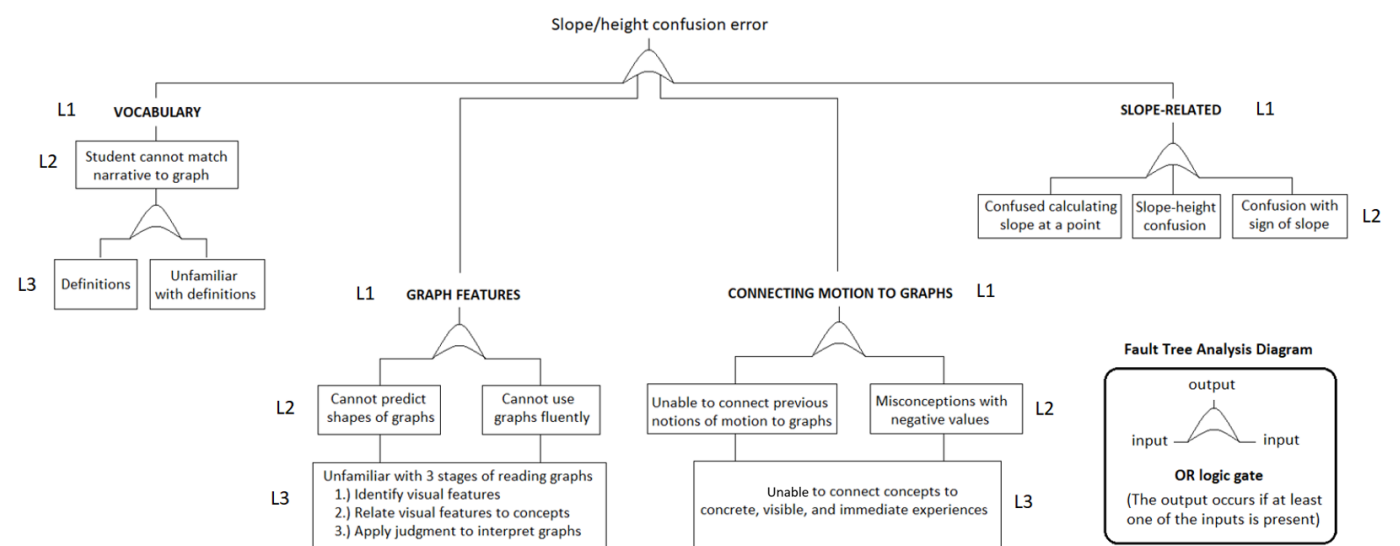 Slope/height confusion error
L1 VOCABULARY
L2
Student cannot match
narrative to graph
L3
Definitions
Unfamiliar
with definitions
L1 GRAPH FEATURES
L2
Cannot predict
shapes of graphs
Cannot use
graphs fluently
L3
Unfamiliar with 3 stages of reading graphs
1.) Identify visual features
2.) Relate visual features to concepts
3.) Apply judgment to interpret graphs
CONNECTING MOTION TO GRAPHS L1
Unable to connect previous
notions of motion to graphs
Misconceptions with
negative values
L2
Unable to connect concepts to
concrete, visible, and immediate experiences
L3
SLOPE-RELATED L1
Confused calculating
slope at a point
Slope-height
confusion
Confusion with
sign of slope
L2
Fault Tree Analysis Diagram
output
input input
OR logic gate
(The output occurs if at least
one of the inputs is present)